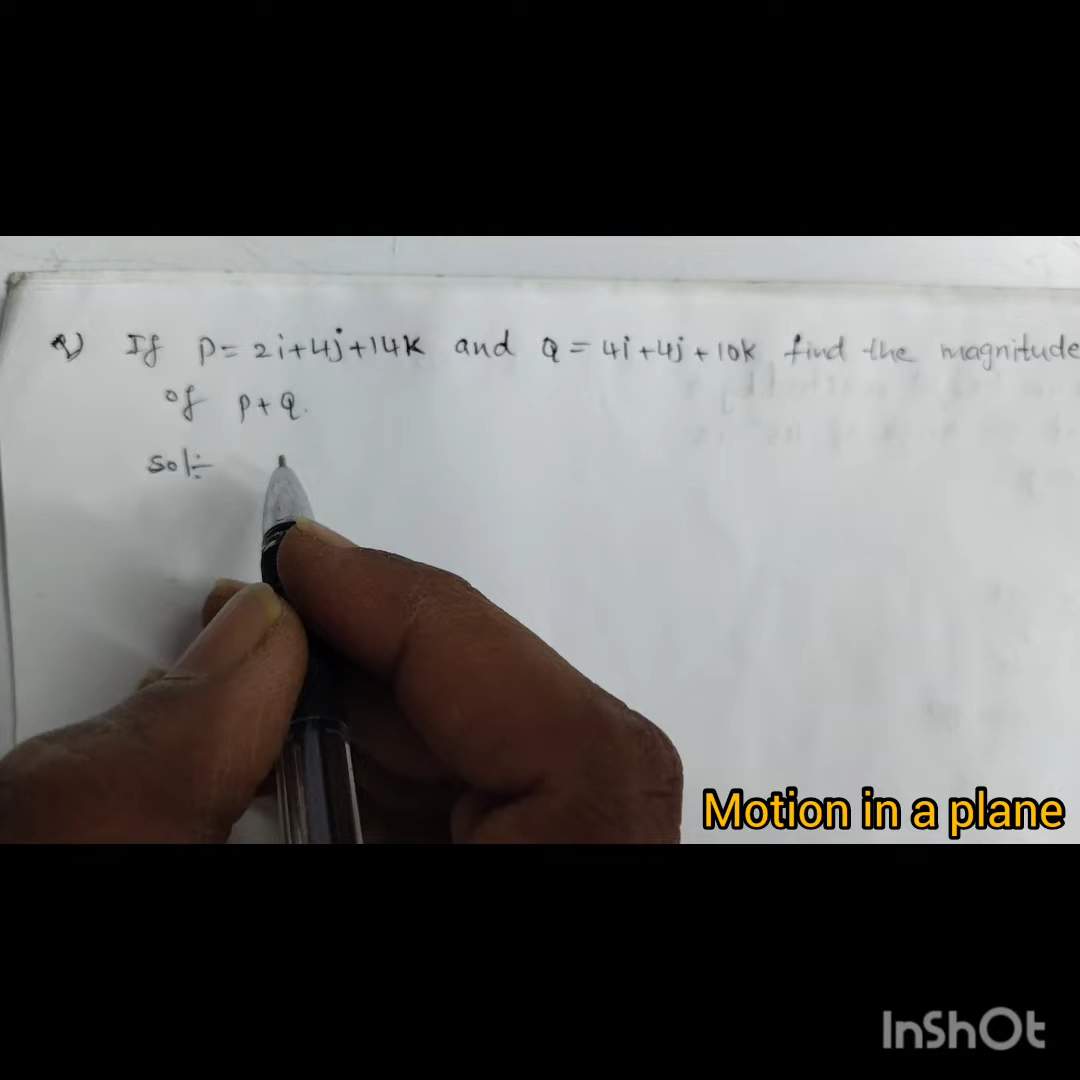 Q) If P = 2i+4j+14K and Q = 4i+4j+10K find the magnitude
of P+Q.
Sol:-
Motion in a plane
InShOt